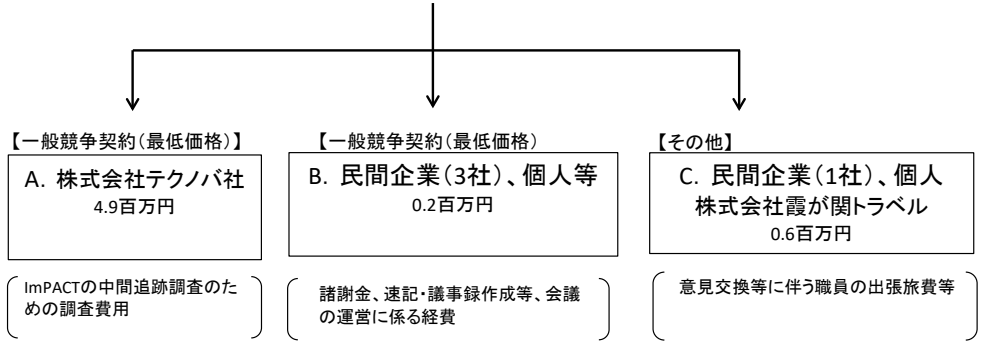 【一般競争契約(最低価格)】
A. 株式会社テクノバ社
4.9百万円
ImPACTの中間追跡調査のた
めの調査費用
【一般競争契約(最低価格)
B. 民間企業(3社)、個人等
0.2百万円
諸謝金、速記・議事録作成等、会議
の運営に係る経費
【その他】
C. 民間企業(1社)、個人
株式会社霞が関トラベル
0.6百万円
意見交換等に伴う職員の出張旅費等